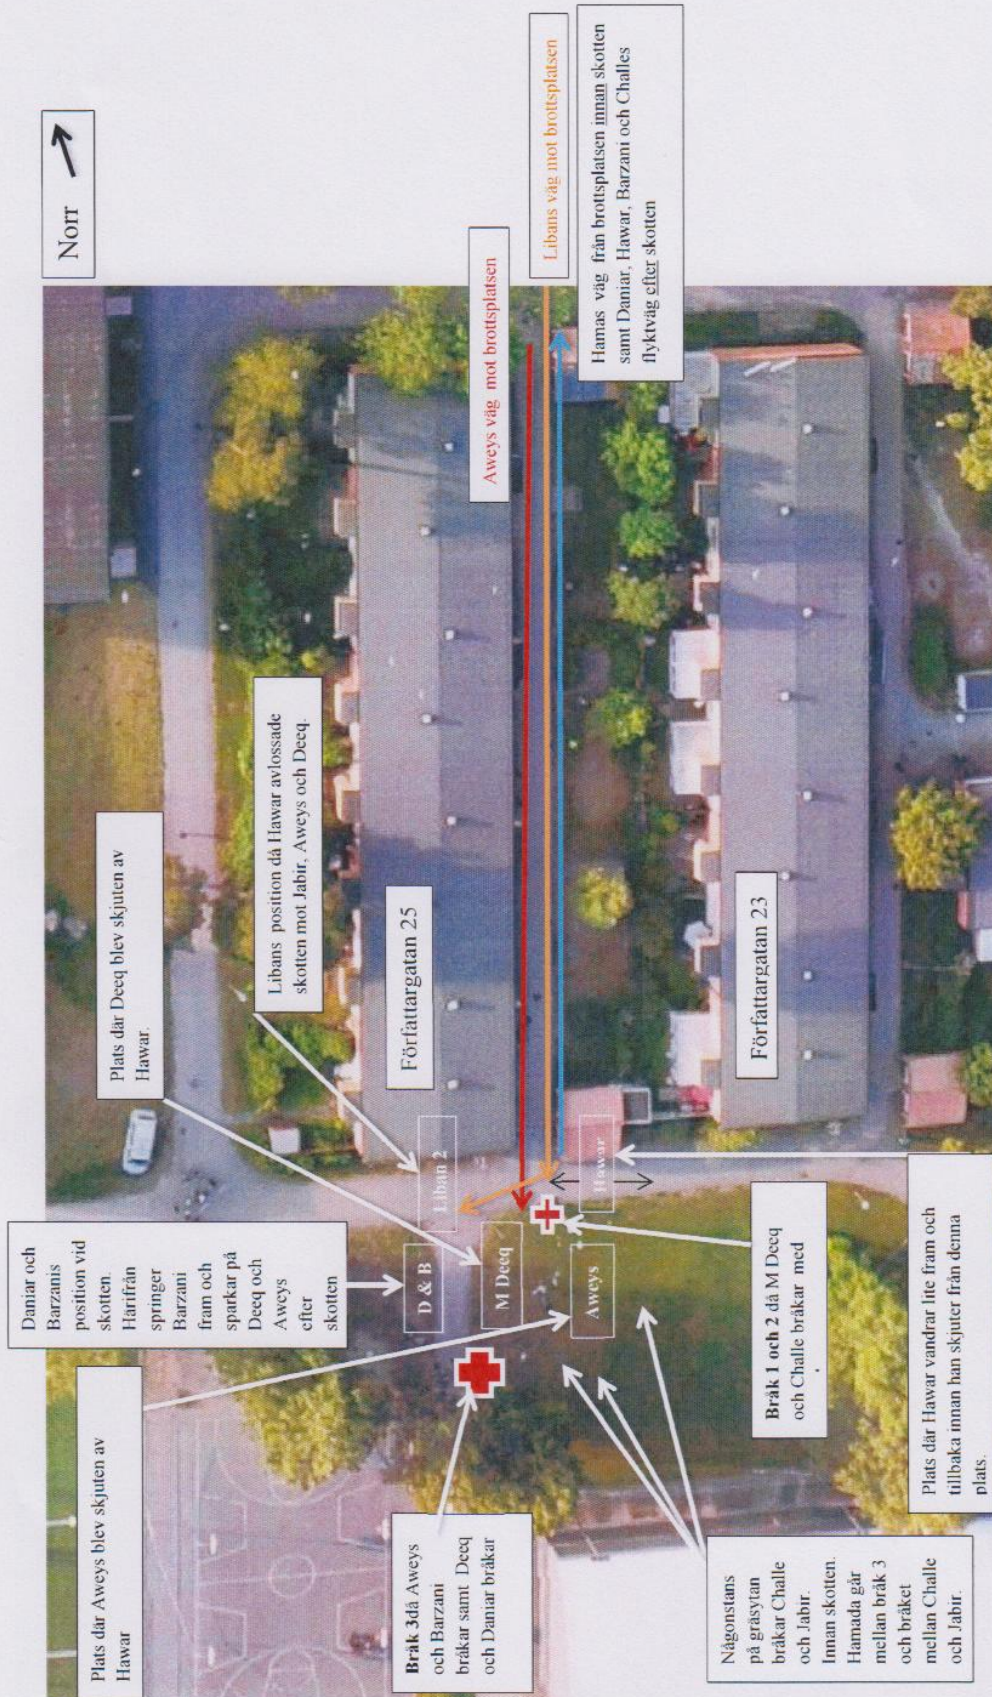 Plats där Aweys blev skjuten av
Hawar
Daniar och
Barzanis
position vid
skotten.
Härifrån
springer
Barzani
fram och
sparkar på
Deeq och
Aweys
efter
skotten
Plats där Deeq blev skjuten av
Hawar.
Libans position då Hawar avlossade
skotten mot Jabir, Aweys och Deeq.
Norr
Bråk 3då Aweys
och Barzani
bråkar samt Deeq
och Daniar bråkar
D & B
Liban 2
M Deeq
Aweys
Hawar
Författargatan 25
Författargatan 23
Aweys väg mot brottsplatsen
Libans väg mot brottsplatsen
Hamas väg från brottsplatsen innan skotten
samt Daniar, Hawar, Barzani och Challes
flyktväg efter skotten
Någonstans
på gräsytan
bråkar Challe
och Jabir.
Innan skotten.
Hamada går
mellan bråk 3
och bråket
mellan Challe
och Jabir.
Bråk 1 och 2 då M Deeq
och Challe bråkar med
Plats där Hawar vandrar lite fram och
tillbaka innan han skjuter från denna
plats.